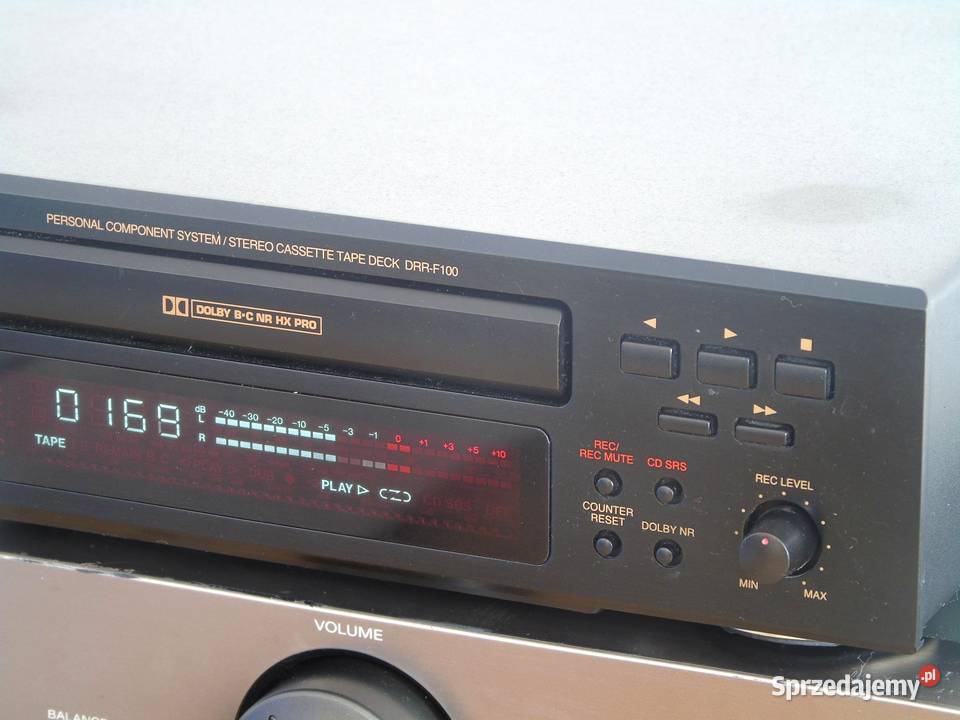 PERSONAL COMPONENT SYSTEM / STEREO CASSETTE TAPE DECK DRR-F100
DOLBY B•C NR HX PRO
0168
TAPE
dB -40 -30 -20 -10 -5 -3 -1 0 +1 +3 +5 +10
L
R
PLAY
REC/
REC MUTE
CD SRS
COUNTER
RESET
DOLBY NR
REC LEVEL
MIN
MAX
VOLUME
BALANCE
Sprzedajemy.pl